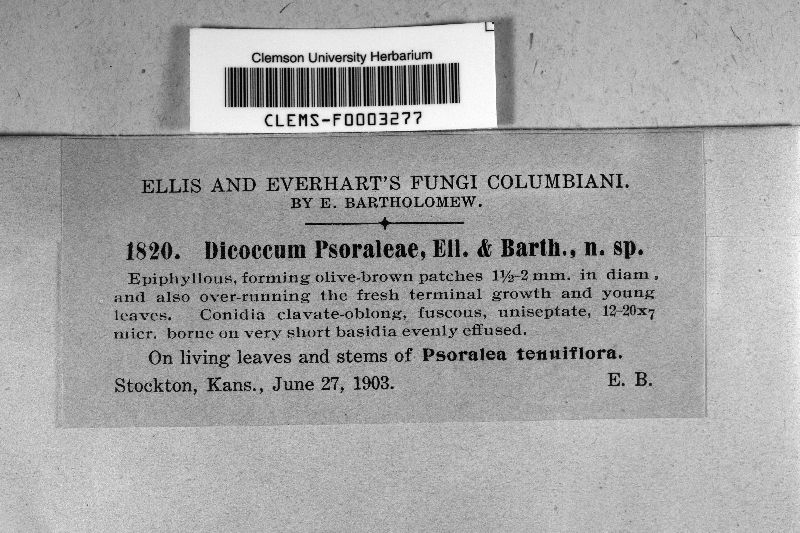 Clemson University Herbarium
CLEMS-F0003277
ELLIS AND EVERHART'S FUNGI COLUMBIANI.
BY E. BARTHOLOMEW.
1820. Dicoccum Psoraleae, Ell. & Barth., n. sp.
Epiphyllous, forming olive-brown patches 1½-2 mm. in diam.,
and also over-running the fresh terminal growth and young
leaves. Conidia clavate-oblong, fuscous, uniseptate, 12-20x7
micr. borne on very short basidia evenly effused.
On living leaves and stems of Psoralea tenuiflora.
Stockton, Kans., June 27, 1903. E. B.